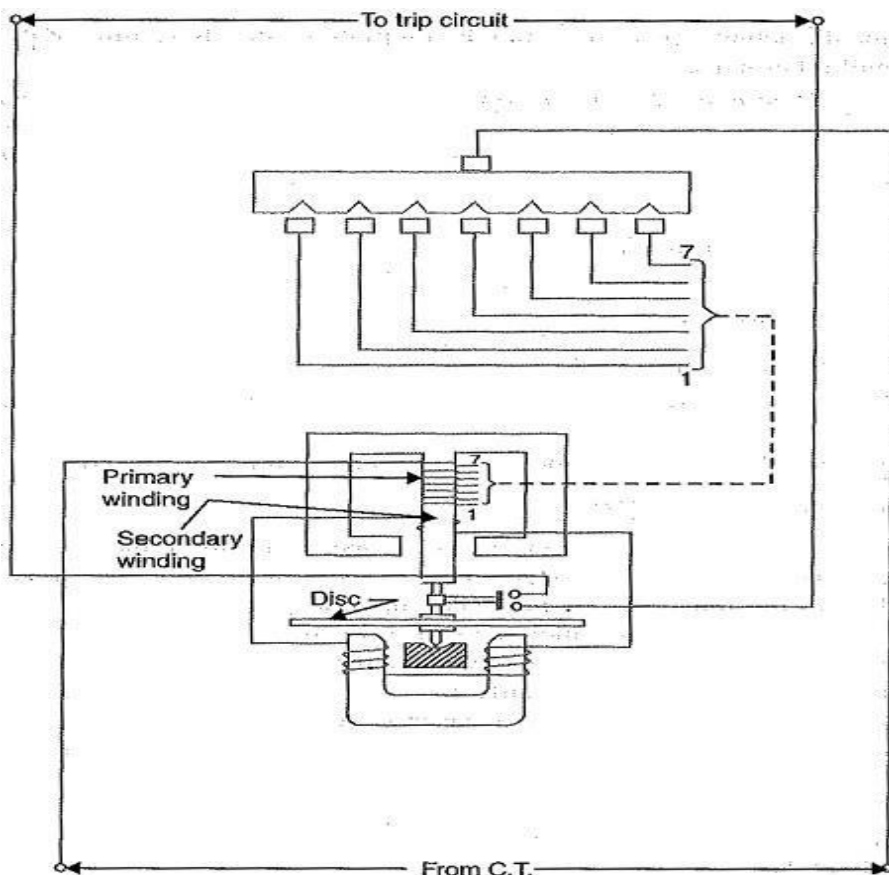 To trip circuit
7
1
7
Primary
winding
1
Secondary
winding
Disc
From C.T.